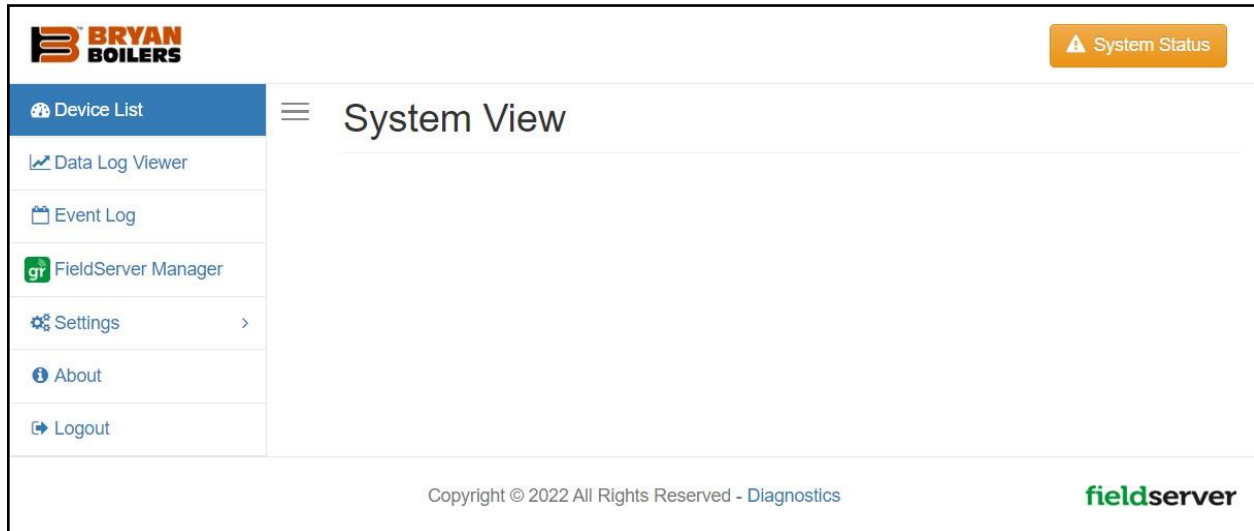 BRYAN
BOILERS
System Status
Device List
System View
Data Log Viewer
Event Log
gr FieldServer Manager
Settings
About
Logout
Copyright © 2022 All Rights Reserved - Diagnostics
fieldserver